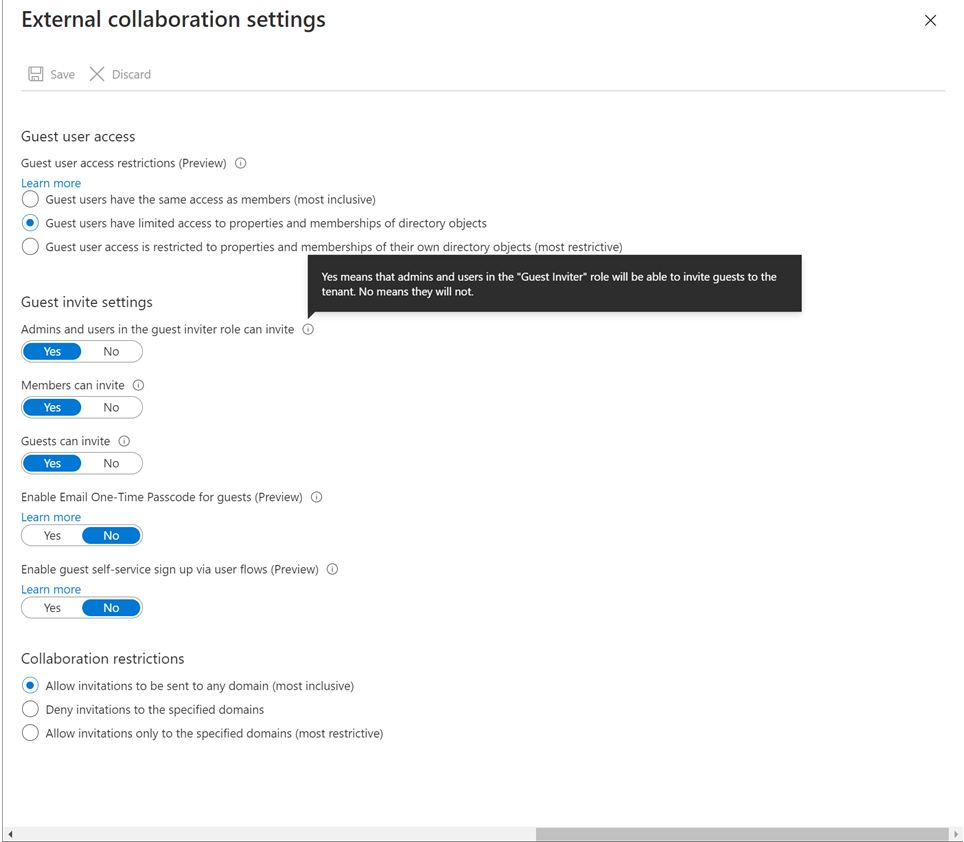 External collaboration settings
Save Discard
Guest user access
Guest user access restrictions (Preview)
Learn more
Guest users have the same access as members (most inclusive)
Guest users have limited access to properties and memberships of directory objects
Guest user access is restricted to properties and memberships of their own directory objects (most restrictive)
Yes means that admins and users in the "Guest Inviter" role will be able to invite guests to the
tenant. No means they will not.
Guest invite settings
Admins and users in the guest inviter role can invite
Yes No
Members can invite
Yes No
Guests can invite
Yes No
Enable Email One-Time Passcode for guests (Preview)
Learn more
Yes No
Enable guest self-service sign up via user flows (Preview)
Learn more
Yes No
Collaboration restrictions
Allow invitations to be sent to any domain (most inclusive)
Deny invitations to the specified domains
Allow invitations only to the specified domains (most restrictive)